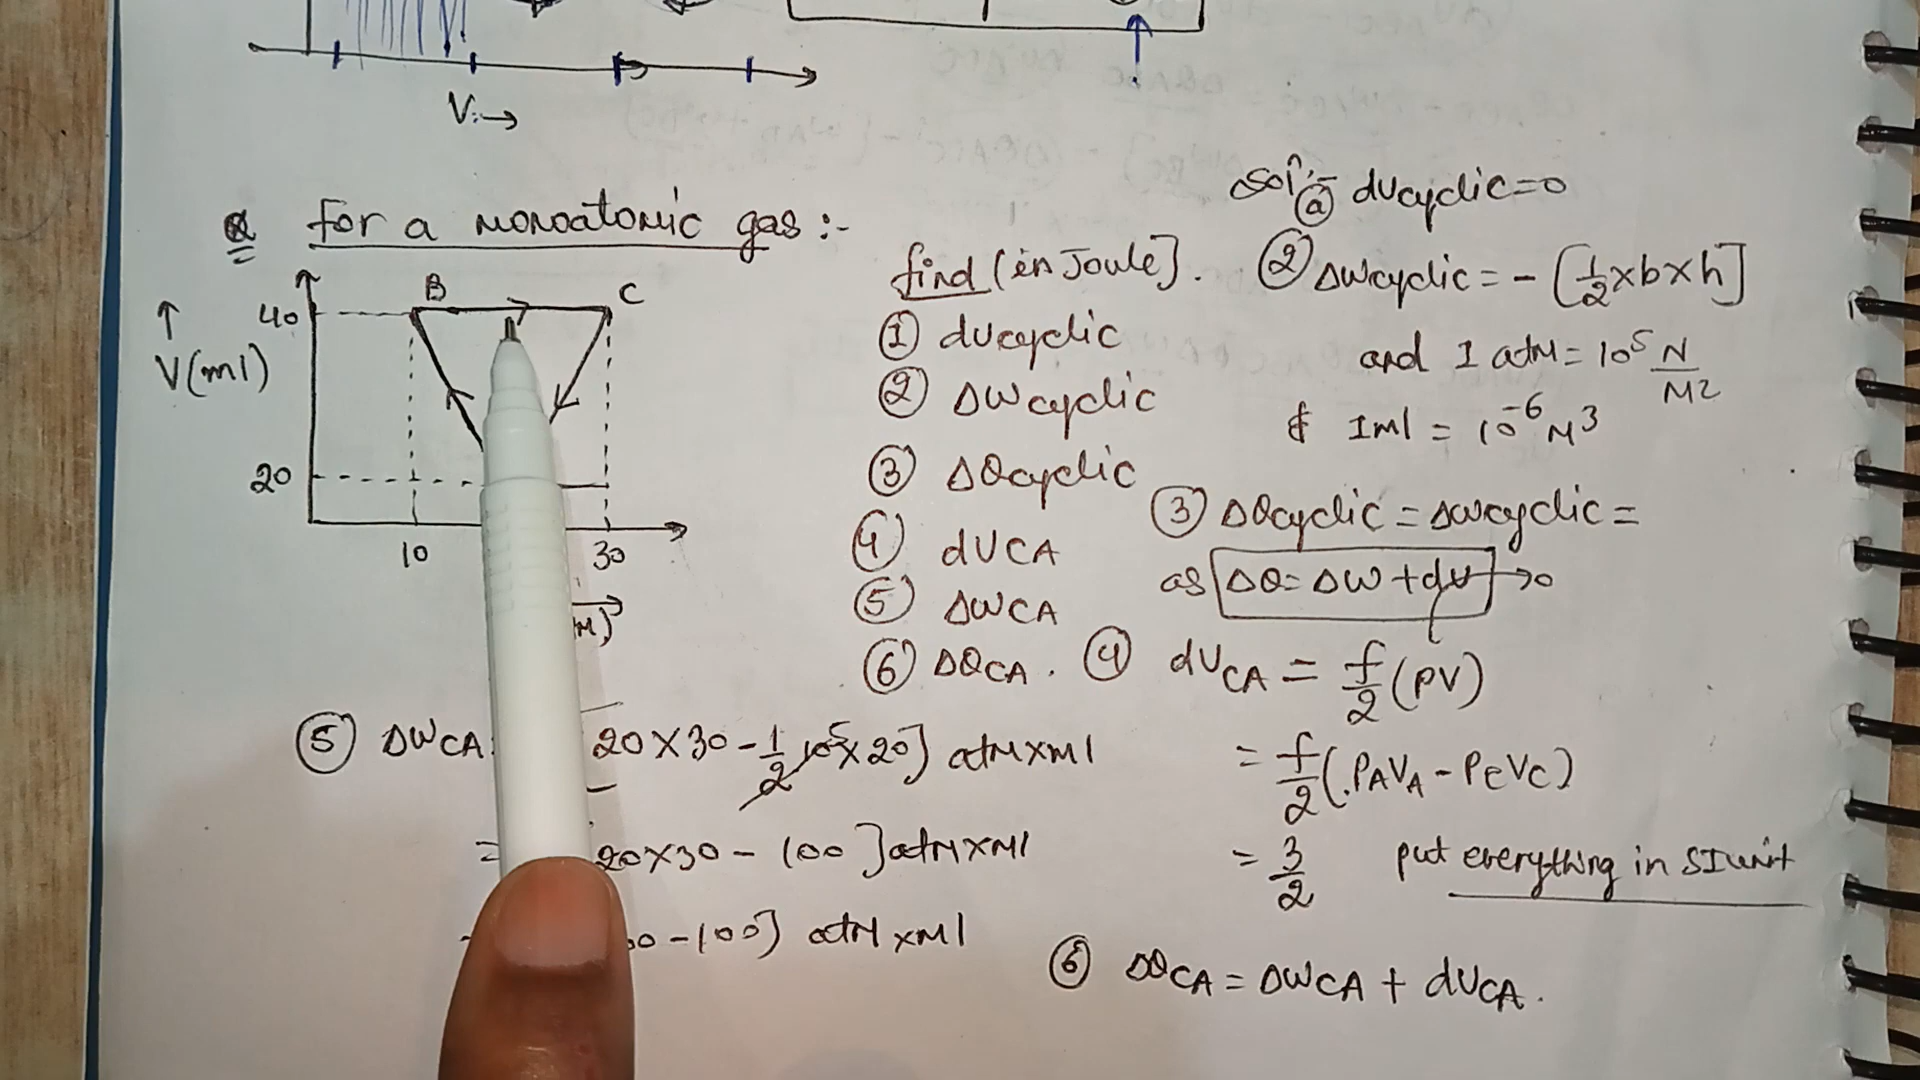 V →
Q for a monoatomic gas :-
↑ V(ml)
40
20
B
C
10
30
M)
find (in Joule].
① dUcyclic
② ΔWcyclic
③ ΔQcyclic
④ dUCA
⑤ ΔWCA
⑥ ΔQCA.
Solⁿ:- ⓐ dUcyclic=0
② ΔWcyclic = - [1/2 x b x h]
and 1 atm = 10⁵ N/M2
& 1ml = 10⁻⁶ M³
③ ΔQcyclic = ΔWcyclic =
as ΔQ = ΔW + dU → 0
④ dUCA = f/2 (PV)
= f/2 (PAVA - PCVC)
= 3/2 put everything in SI unit
⑤ ΔWCA 20 X 30 - 1/2 x 20] atm x ml
= 20 X 30 - 100 ] atm x ml
0 - 100] atm x ml
⑥ ΔQCA = ΔWCA + dUCA.